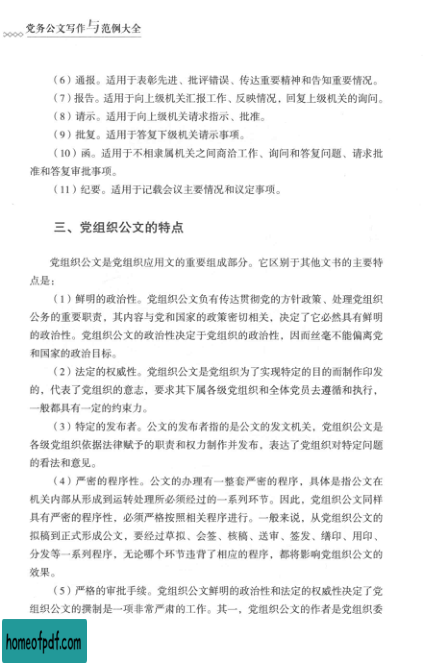 党务公文写作与范例大全
（6）通报。适用于表彰先进、批评错误、传达重要精神和告知重要情况。
（7）报告。适用于向上级机关汇报工作、反映情况，回复上级机关的询问。
（8）请示。适用于向上级机关请求指示、批准。
（9）批复。适用于答复下级机关请示事项。
（10）函。适用于不相隶属机关之间商洽工作、询问和答复问题、请求批
准和答复审批事项。
（11）纪要。适用于记载会议主要情况和议定事项。
三、党组织公文的特点
党组织公文是党组织应用文的重要组成部分。它区别于其他文书的主要特
点是：
（1）鲜明的政治性。党组织公文负有传达贯彻党的方针政策、处理党组织
公务的重要职责，其内容与党和国家的政策密切相关，决定了它必然具有鲜明
的政治性。党组织公文的政治性决定于党组织的政治性，因而丝毫不能偏离党
和国家的政治目标。
（2）法定的权威性。党组织公文是党组织为了实现特定的目的而制作印发
的，代表了党组织的意志，要求其下属各级党组织和全体党员去遵循和执行，
一般都具有一定的约束力。
（3）特定的发布者。公文的发布者指的是公文的发文机关，党组织公文是
各级党组织依据法律赋予的职责和权力制作并发布，表达了党组织对特定问题
的看法和意见。
（4）严密的程序性。公文的办理有一整套严密的程序，具体是指公文在
机关内部从形成到运转处理所必须经过的一系列环节。因此，党组织公文同样
具有严密的程序性，必须严格按照相关程序进行。一般来说，从党组织公文的
拟稿到正式形成公文，要经过草拟、会签、核稿、送审、签发、缮印、用印、
分发等一系列程序，无论哪个环节违背了相应的程序，都将影响党组织公文的
效果。
（5）严格的审批手续。党组织公文鲜明的政治性和法定的权威性决定了党
组织公文的撰制是一项非常严肃的工作。其一，党组织公文的作者是党组织委
homeofpdf.com